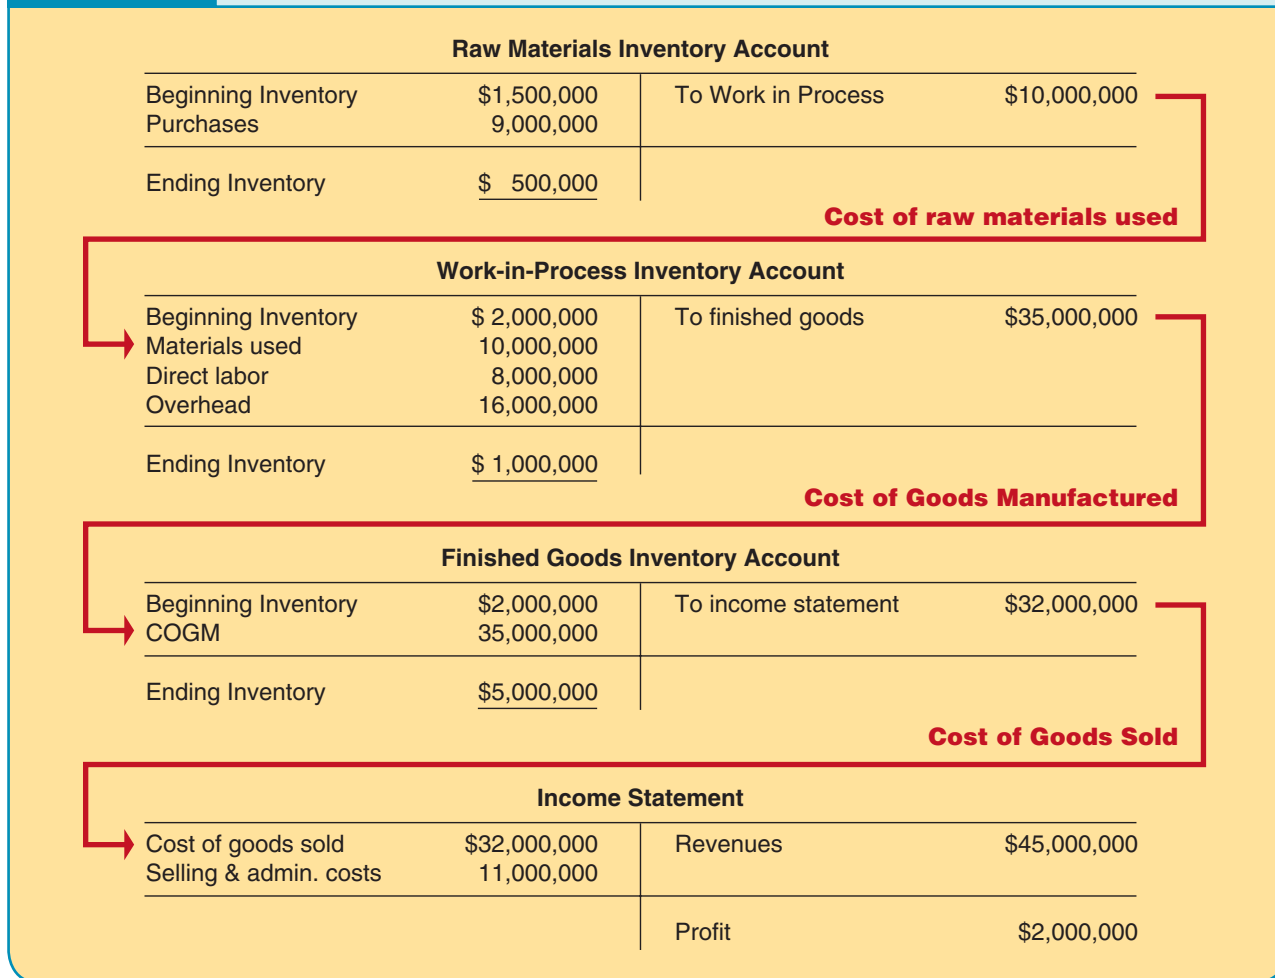 Raw Materials Inventory Account
Beginning Inventory $1,500,000 To Work in Process $10,000,000
Purchases 9,000,000
Ending Inventory $ 500,000
Cost of raw materials used
Work-in-Process Inventory Account
Beginning Inventory $ 2,000,000 To finished goods $35,000,000
Materials used 10,000,000
Direct labor 8,000,000
Overhead 16,000,000
Ending Inventory $ 1,000,000
Cost of Goods Manufactured
Finished Goods Inventory Account
Beginning Inventory $2,000,000 To income statement $32,000,000
COGM 35,000,000
Ending Inventory $5,000,000
Cost of Goods Sold
Income Statement
Cost of goods sold $32,000,000 Revenues $45,000,000
Selling & admin. costs 11,000,000
Profit $2,000,000